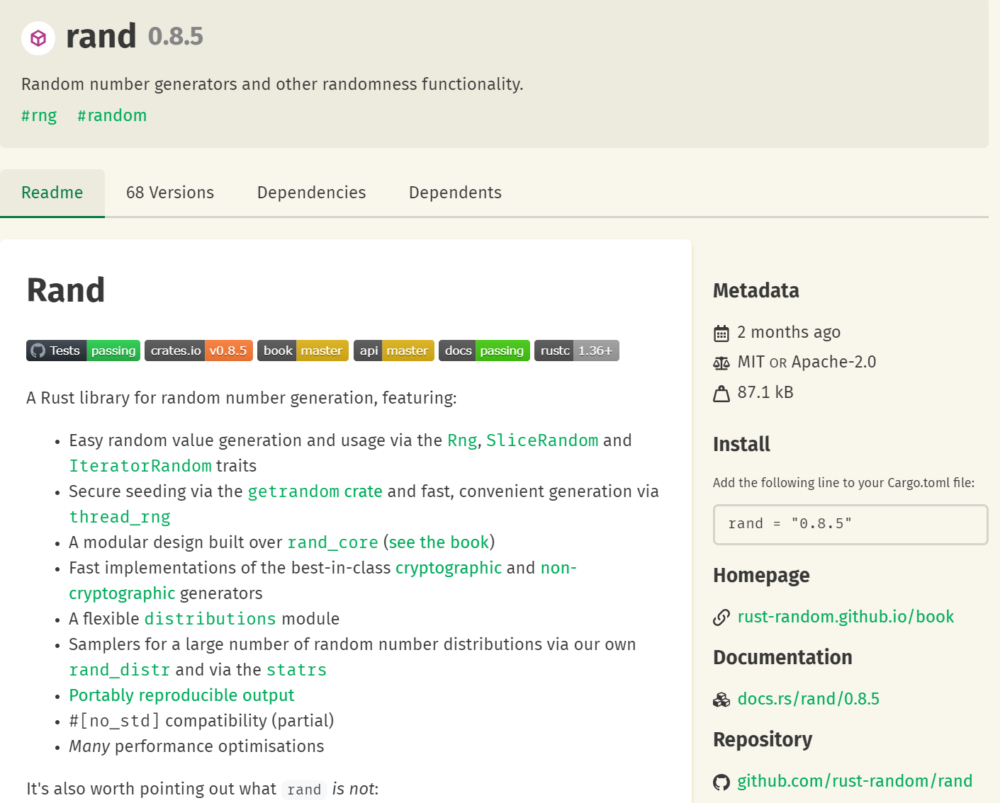 rand 0.8.5
Random number generators and other randomness functionality.
#rng #random
Readme 68 Versions Dependencies Dependents
Rand
Tests passing crates.io v0.8.5 book master api master docs passing rustc 1.36+
A Rust library for random number generation, featuring:
• Easy random value generation and usage via the Rng, SliceRandom and
IteratorRandom traits
• Secure seeding via the getrandom crate and fast, convenient generation via
thread_rng
• A modular design built over rand_core (see the book)
• Fast implementations of the best-in-class cryptographic and non-
cryptographic generators
• A flexible distributions module
• Samplers for a large number of random number distributions via our own
rand_distr and via the statrs
• Portably reproducible output
• #[no_std] compatibility (partial)
• Many performance optimisations
It's also worth pointing out what rand is not:
Metadata
2 months ago
MIT OR Apache-2.0
87.1 kB
Install
Add the following line to your Cargo.toml file:
rand = "0.8.5"
Homepage
rust-random.github.io/book
Documentation
docs.rs/rand/0.8.5
Repository
github.com/rust-random/rand